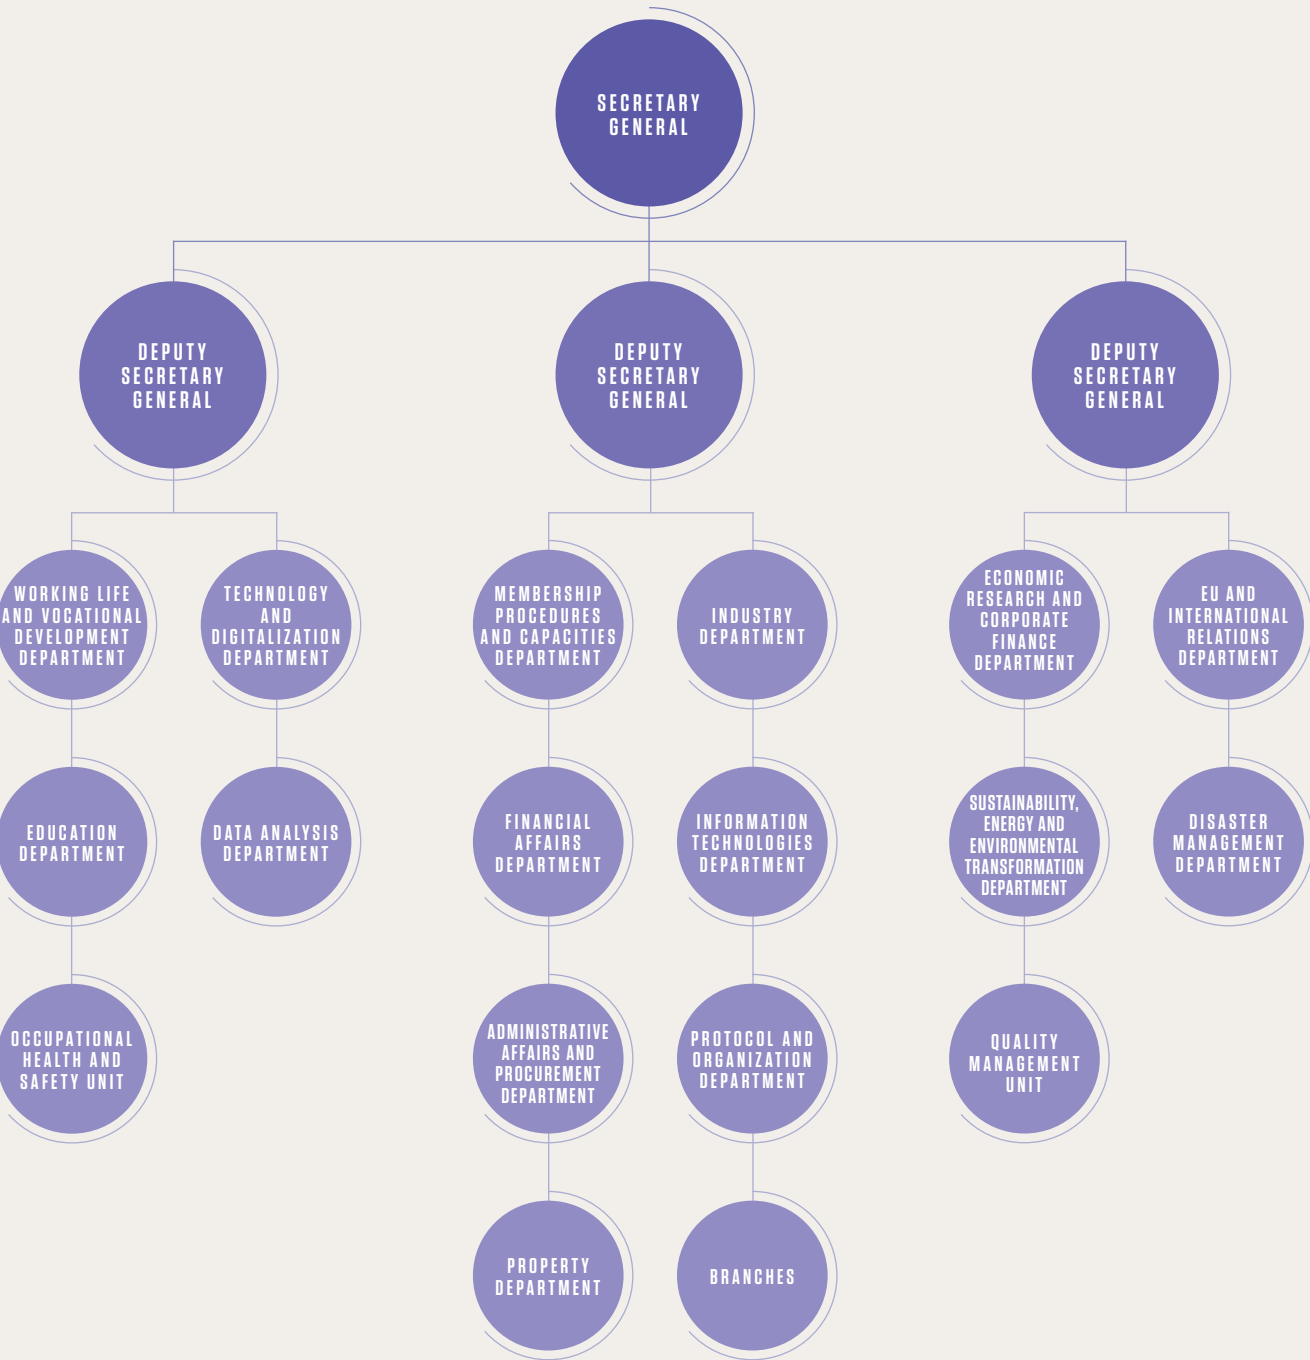 SECRETARY
GENERAL
DEPUTY
SECRETARY
GENERAL
DEPUTY
SECRETARY
GENERAL
DEPUTY
SECRETARY
GENERAL
WORKING LIFE
AND VOCATIONAL
DEVELOPMENT
DEPARTMENT
TECHNOLOGY
AND
DIGITALIZATION
DEPARTMENT
MEMBERSHIP
PROCEDURES
AND CAPACITIES
DEPARTMENT
INDUSTRY
DEPARTMENT
ECONOMIC
RESEARCH AND
CORPORATE
FINANCE
DEPARTMENT
EU AND
INTERNATIONAL
RELATIONS
DEPARTMENT
EDUCATION
DEPARTMENT
DATA ANALYSIS
DEPARTMENT
FINANCIAL
AFFAIRS
DEPARTMENT
INFORMATION
TECHNOLOGIES
DEPARTMENT
SUSTAINABILITY,
ENERGY AND
ENVIRONMENTAL
TRANSFORMATION
DEPARTMENT
DISASTER
MANAGEMENT
DEPARTMENT
OCCUPATIONAL
HEALTH AND
SAFETY UNIT
ADMINISTRATIVE
AFFAIRS AND
PROCUREMENT
DEPARTMENT
PROTOCOL AND
ORGANIZATION
DEPARTMENT
QUALITY
MANAGEMENT
UNIT
PROPERTY
DEPARTMENT
BRANCHES